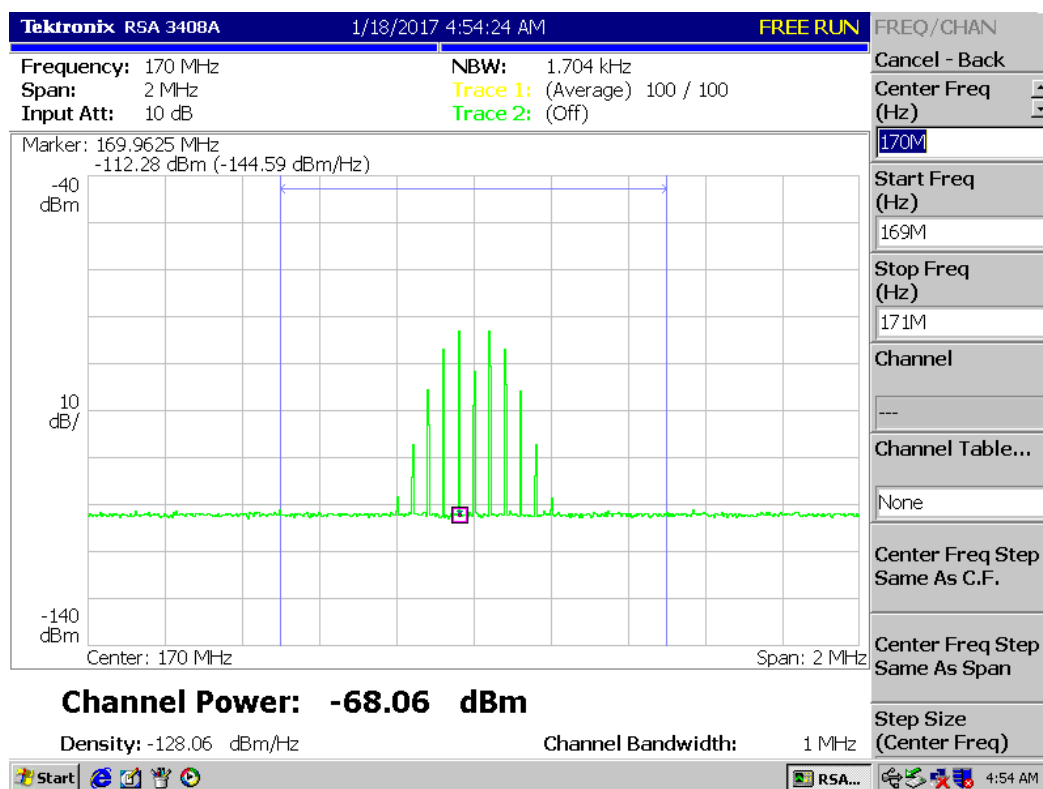 Tektronix RSA 3408A 1/18/2017 4:54:24 AM FREE RUN
Frequency: 170 MHz NBW: 1.704 kHz
Span: 2 MHz Trace 1: (Average) 100 / 100
Input Att: 10 dB Trace 2: (Off)
Marker: 169.9625 MHz
-112.28 dBm (-144.59 dBm/Hz)
-40
dBm
10
dB/
-140
dBm
Center: 170 MHz Span: 2 MHz
Channel Power: -68.06 dBm
Density: -128.06 dBm/Hz Channel Bandwidth: 1 MHz
FREQ/CHAN
Cancel - Back
Center Freq
(Hz)
170M
Start Freq
(Hz)
169M
Stop Freq
(Hz)
171M
Channel
---
Channel Table...
None
Center Freq Step
Same As C.F.
Center Freq Step
Same As Span
Step Size
(Center Freq)
Start RSA... 4:54 AM